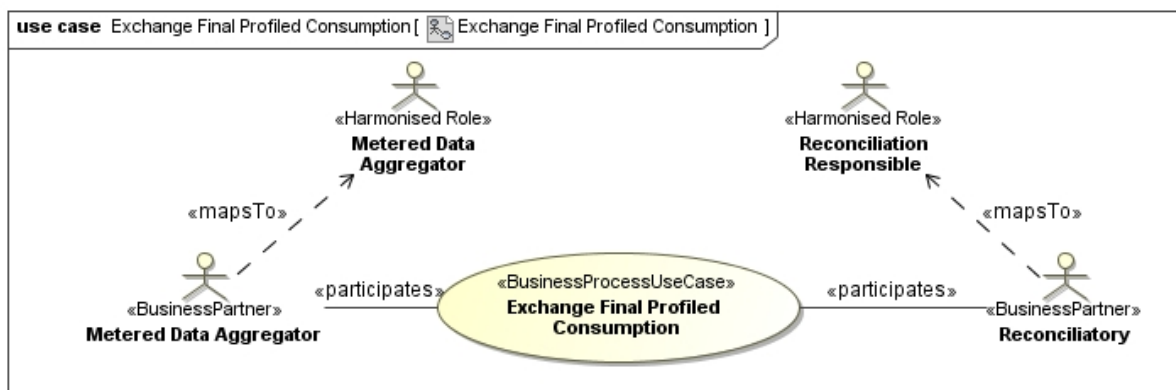 use case Exchange Final Profiled Consumption [ Exchange Final Profiled Consumption ]
«Harmonised Role»
Metered Data
Aggregator
«Harmonised Role»
Reconciliation
Responsible
«mapsTo»
«mapsTo»
«BusinessPartner»
Metered Data Aggregator
«participates»
«BusinessProcessUseCase»
Exchange Final Profiled
Consumption
«participates»
«BusinessPartner»
Reconciliatory